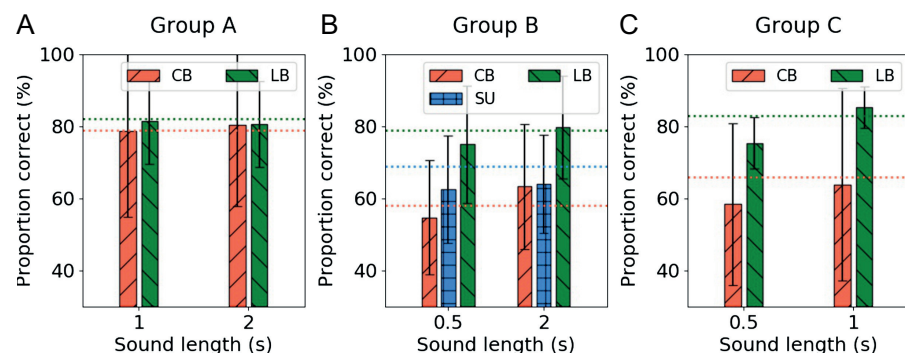 A
Group A
Proportion correct (%)
100
80
60
40
CB
LB
1
2
Sound length (s)
B
Group B
Proportion correct (%)
100
80
60
40
CB
LB
SU
0.5
2
Sound length (s)
C
Group C
Proportion correct (%)
100
80
60
40
CB
LB
0.5
1
Sound length (s)